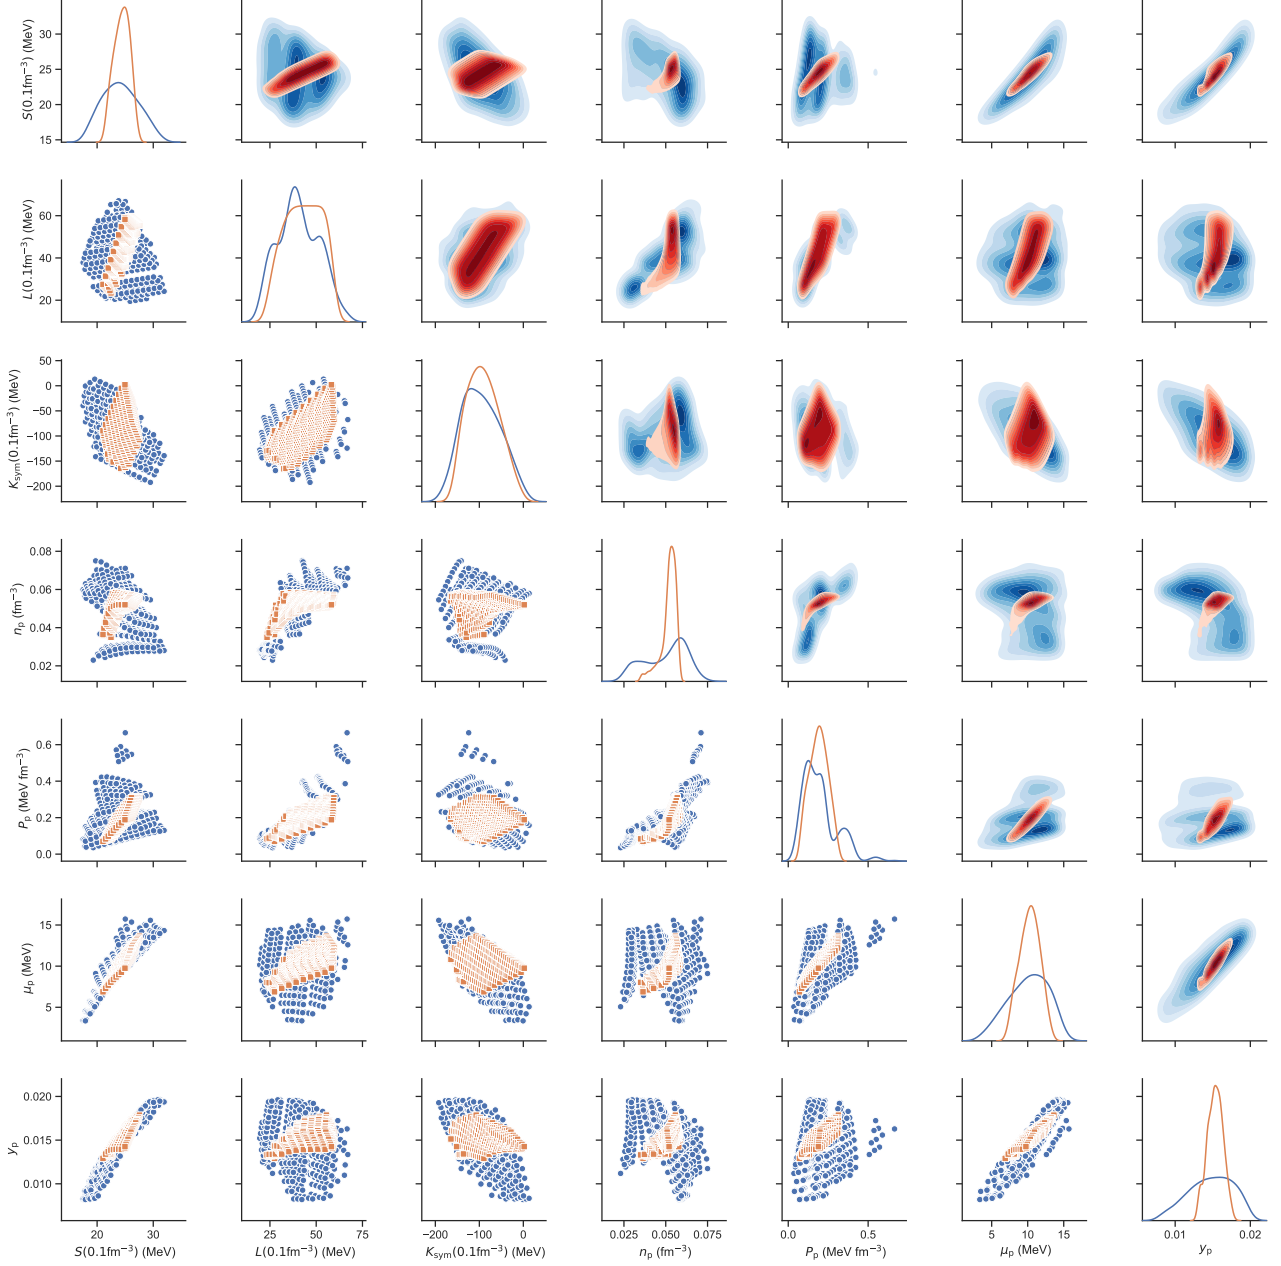 S(0.1fm⁻³) (MeV)
30
25
20
15
L(0.1fm⁻³) (MeV)
60
40
20
K_sym(0.1fm⁻³) (MeV)
50
0
−50
−100
−150
−200
n_p (fm⁻³)
0.08
0.06
0.04
0.02
P_p (MeV fm⁻³)
0.6
0.4
0.2
0.0
μ_p (MeV)
15
10
5
y_p
0.020
0.015
0.010
20 30
25 50 75
−200 −100 0
0.025 0.050 0.075
0.0 0.5
5 10 15
0.01 0.02
S(0.1fm⁻³) (MeV)
L(0.1fm⁻³) (MeV)
K_sym(0.1fm⁻³) (MeV)
n_p (fm⁻³)
P_p (MeV fm⁻³)
μ_p (MeV)
y_p